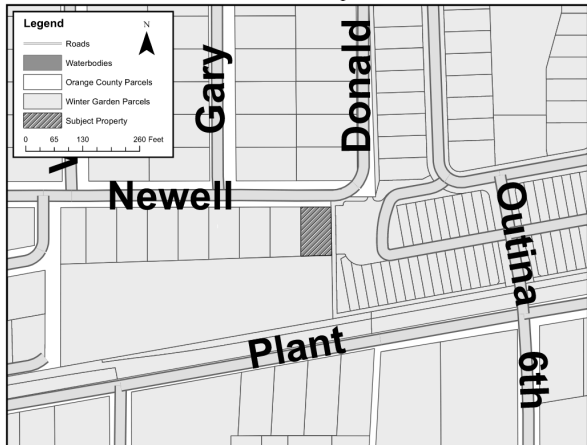 Legend
N
Roads
Waterbodies
Orange County Parcels
Winter Garden Parcels
Subject Property
0 65 130 260 Feet
Gary
Donald
Newell
Outina
Plant
6th